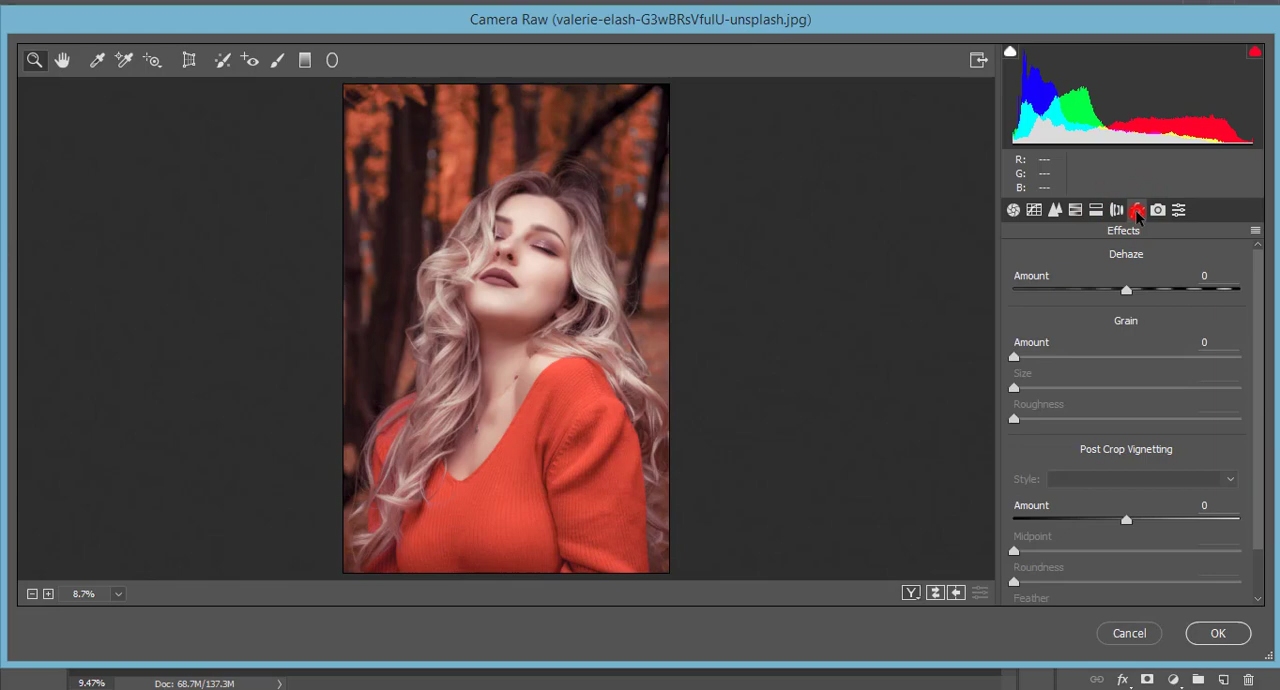 Camera Raw (valerie-elash-G3wBRsVfulU-unsplash.jpg)
R: ---
G: ---
B: ---
Effects
Dehaze
Amount 0
Grain
Amount 0
Size
Roughness
Post Crop Vignetting
Style:
Amount 0
Midpoint
Roundness
Feather
8.7%
Y
Cancel OK
9.47% Doc: 68.7M/137.3M
fx